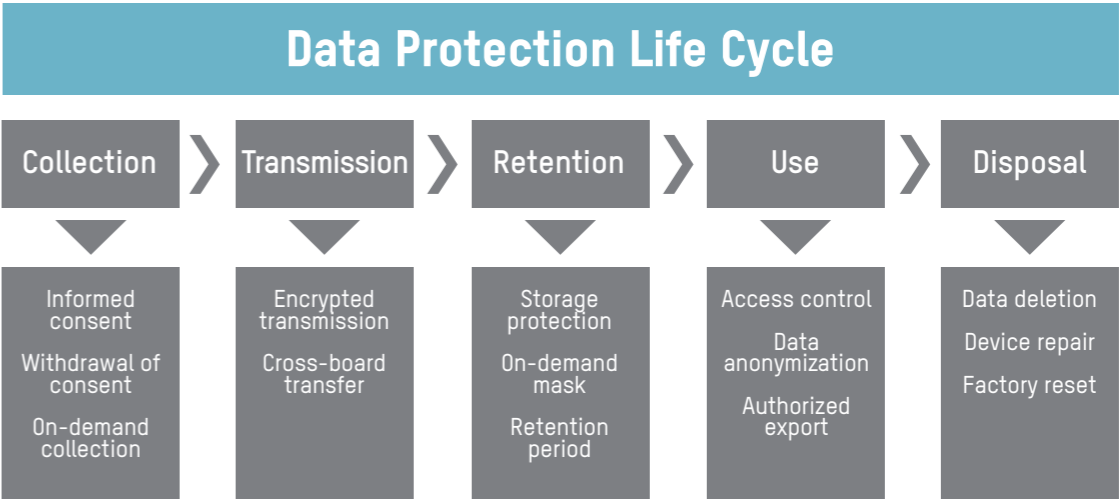 Data Protection Life Cycle
Collection
Transmission
Retention
Use
Disposal
Informed
consent
Withdrawal of
consent
On-demand
collection
Encrypted
transmission
Cross-board
transfer
Storage
protection
On-demand
mask
Retention
period
Access control
Data
anonymization
Authorized
export
Data deletion
Device repair
Factory reset